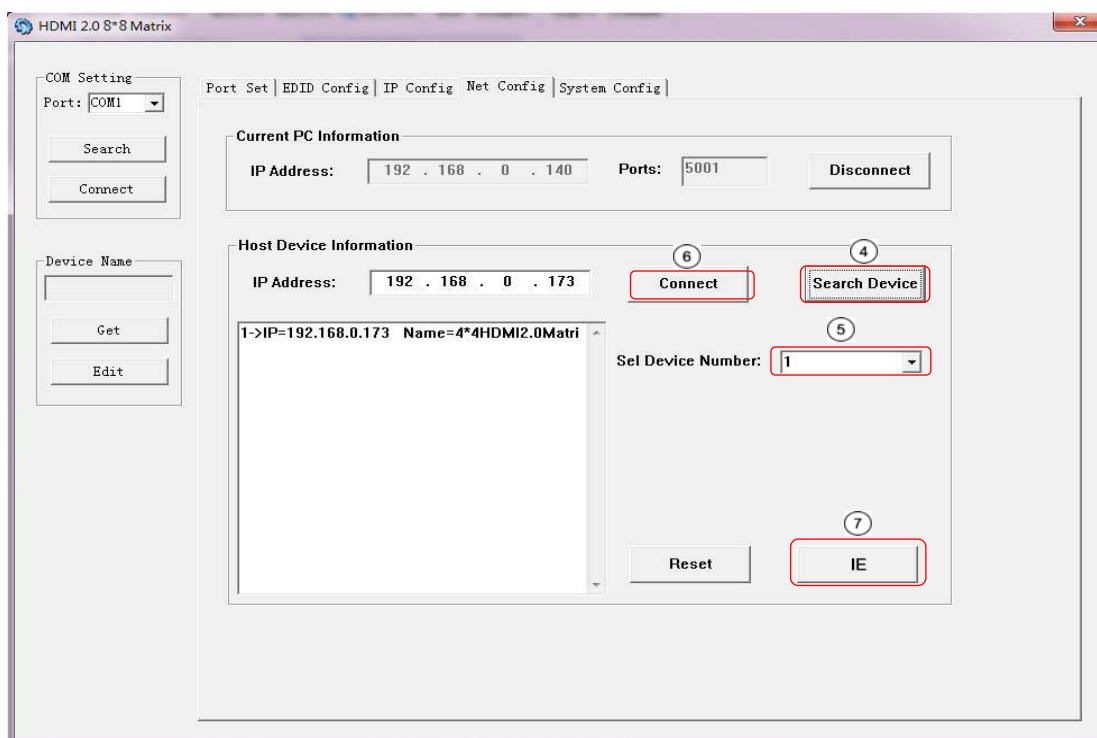 HDMI 2.0 8*8 Matrix
COM Setting
Port: COM1
Search
Connect
Device Name
Get
Edit
Port Set EDID Config IP Config Net Config System Config
Current PC Information
IP Address: 192 . 168 . 0 . 140 Ports: 5001 Disconnect
Host Device Information
6 4
IP Address: 192 . 168 . 0 . 173 Connect Search Device
1->IP=192.168.0.173 Name=4*4HDMI2.0Matri
5
Sel Device Number: 1
7
Reset IE